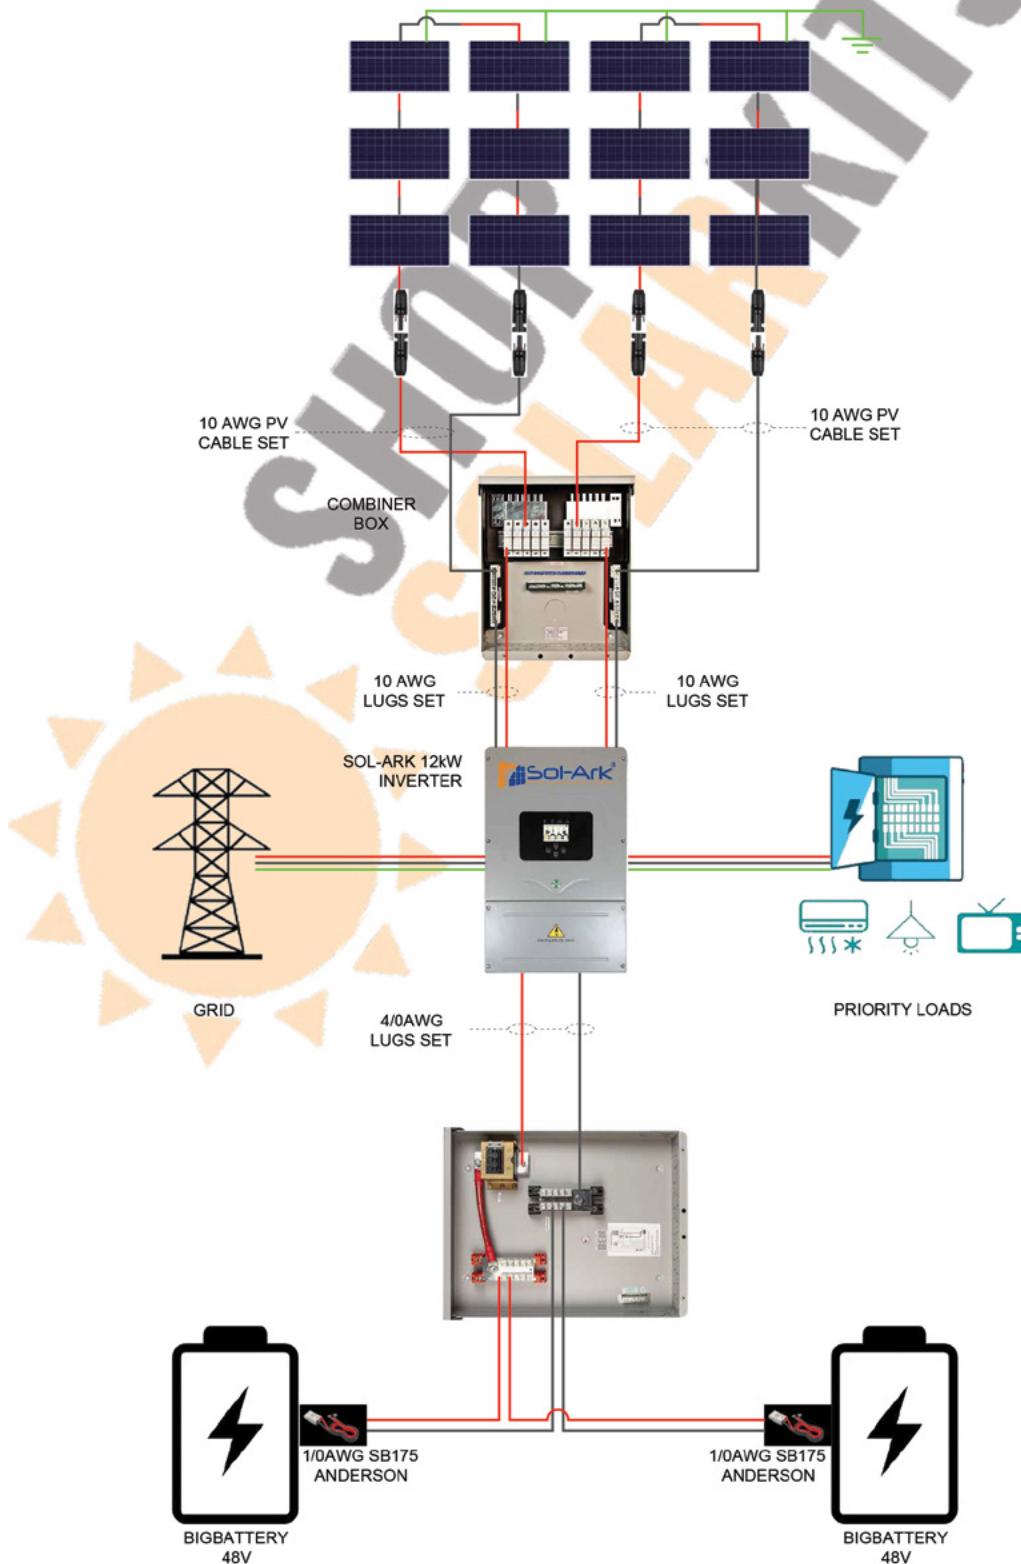 SHOP
SOLARKITS
10 AWG PV
CABLE SET
10 AWG PV
CABLE SET
COMBINER
BOX
10 AWG
LUGS SET
10 AWG
LUGS SET
SOL-ARK 12kW
INVERTER
Sol-Ark®
GRID
PRIORITY LOADS
4/0AWG
LUGS SET
1/0AWG SB175
ANDERSON
1/0AWG SB175
ANDERSON
BIGBATTERY
48V
BIGBATTERY
48V